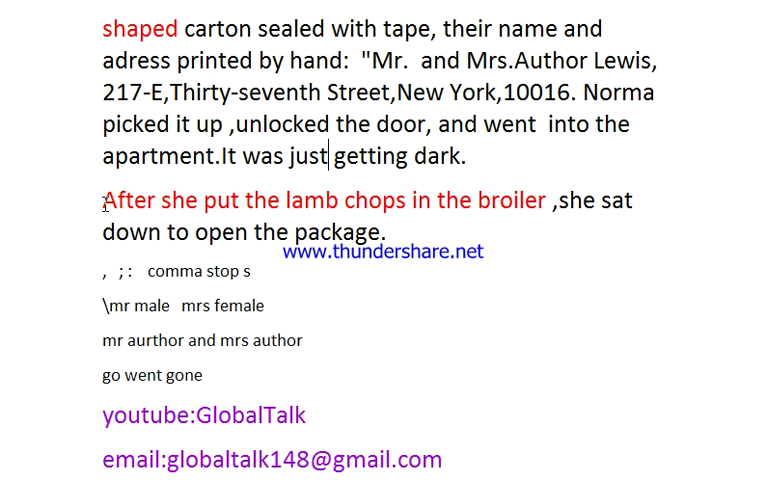 shaped carton sealed with tape, their name and
adress printed by hand:  "Mr.  and Mrs.Author Lewis,
217-E,Thirty-seventh Street,New York,10016. Norma
picked it up ,unlocked the door, and went  into the
apartment.It was just getting dark.
After she put the lamb chops in the broiler ,she sat
down to open the package.
www.thundershare.net
,  ; :   comma stop s
\mr male   mrs female
mr aurthor and mrs author
go went gone
youtube:GlobalTalk
email:globaltalk148@gmail.com